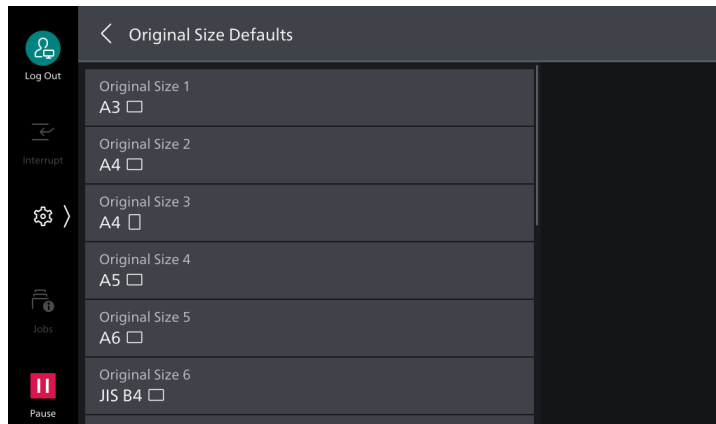 Original Size Defaults
Log Out
Interrupt
Jobs
Pause
Original Size 1
A3
Original Size 2
A4
Original Size 3
A4
Original Size 4
A5
Original Size 5
A6
Original Size 6
JIS B4